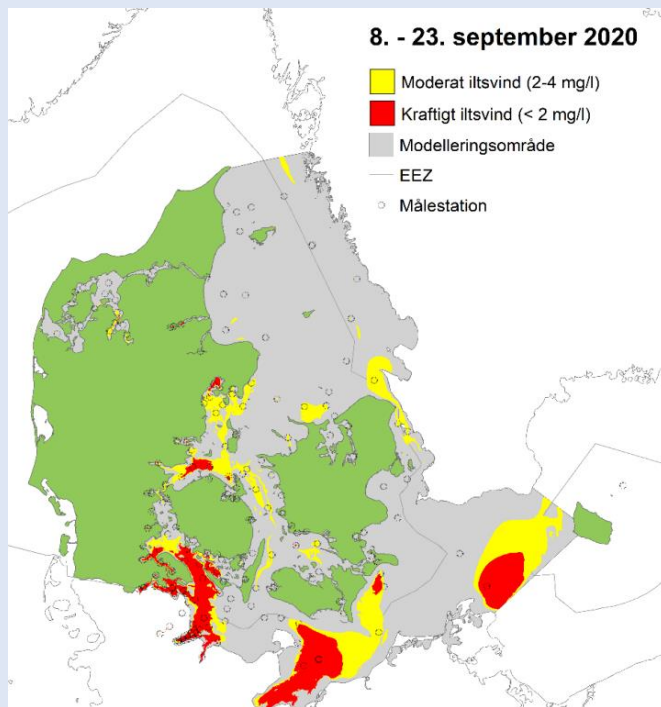 8. - 23. september 2020
Moderat iltsvind (2-4 mg/l)
Kraftigt iltsvind (< 2 mg/l)
Modelleringsområde
EEZ
Målestation